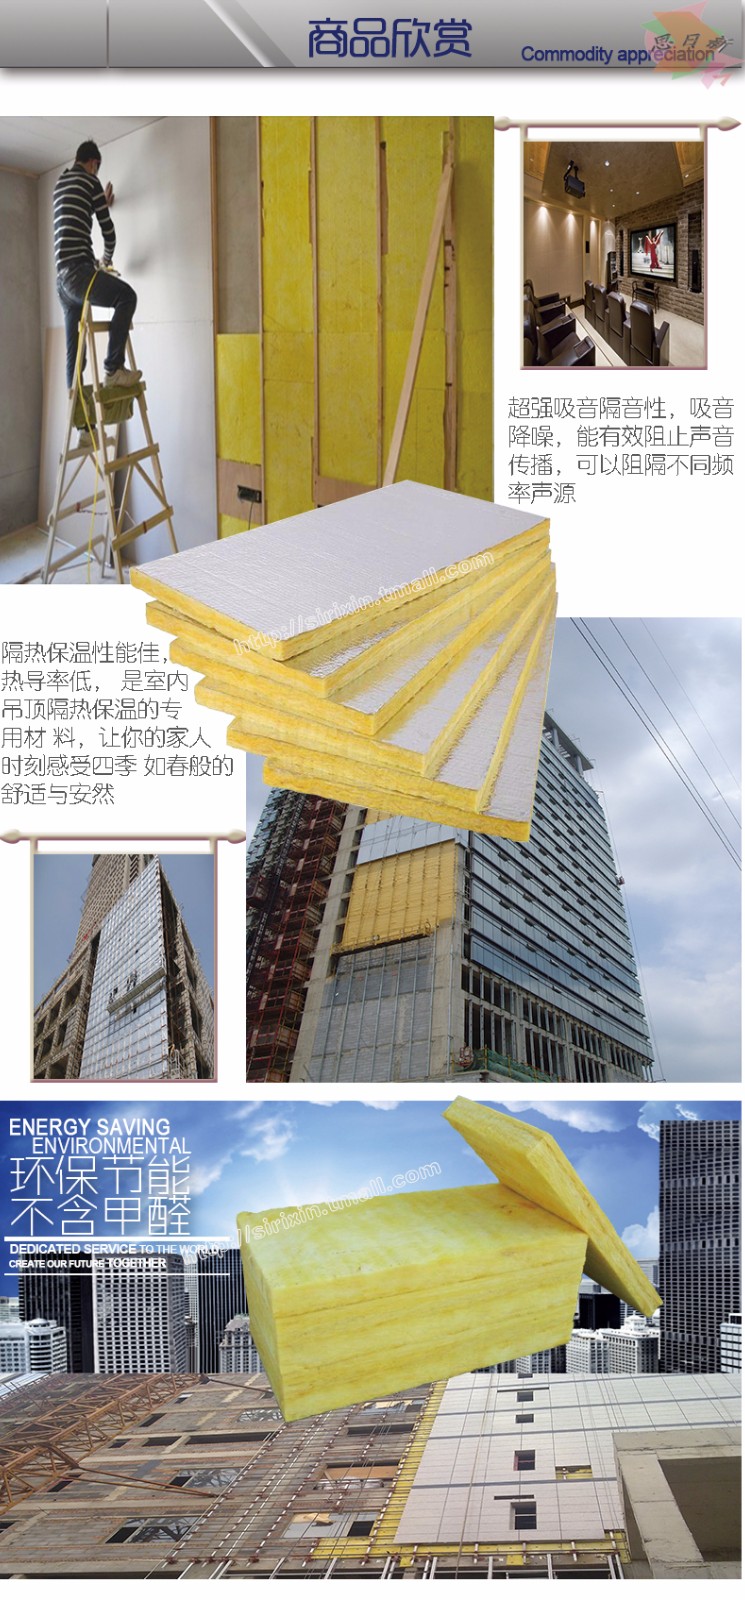 商品欣赏
Commodity appreciation
思日新
超强吸音隔音性，吸音
降噪，能有效阻止声音
传播，可以阻隔不同频
率声源
http://sirixin.tmall.com
隔热保温性能佳，
热导率低， 是室内
吊顶隔热保温的专
用材 料，让你的家人
时刻感受四季 如春般的
舒适与安然
ENERGY SAVING
ENVIRONMENTAL
环保节能
不含甲醛
DEDICATED SERVICE TO THE WORLD
CREATE OUR FUTURE TOGETHER
http://sirixin.tmall.com